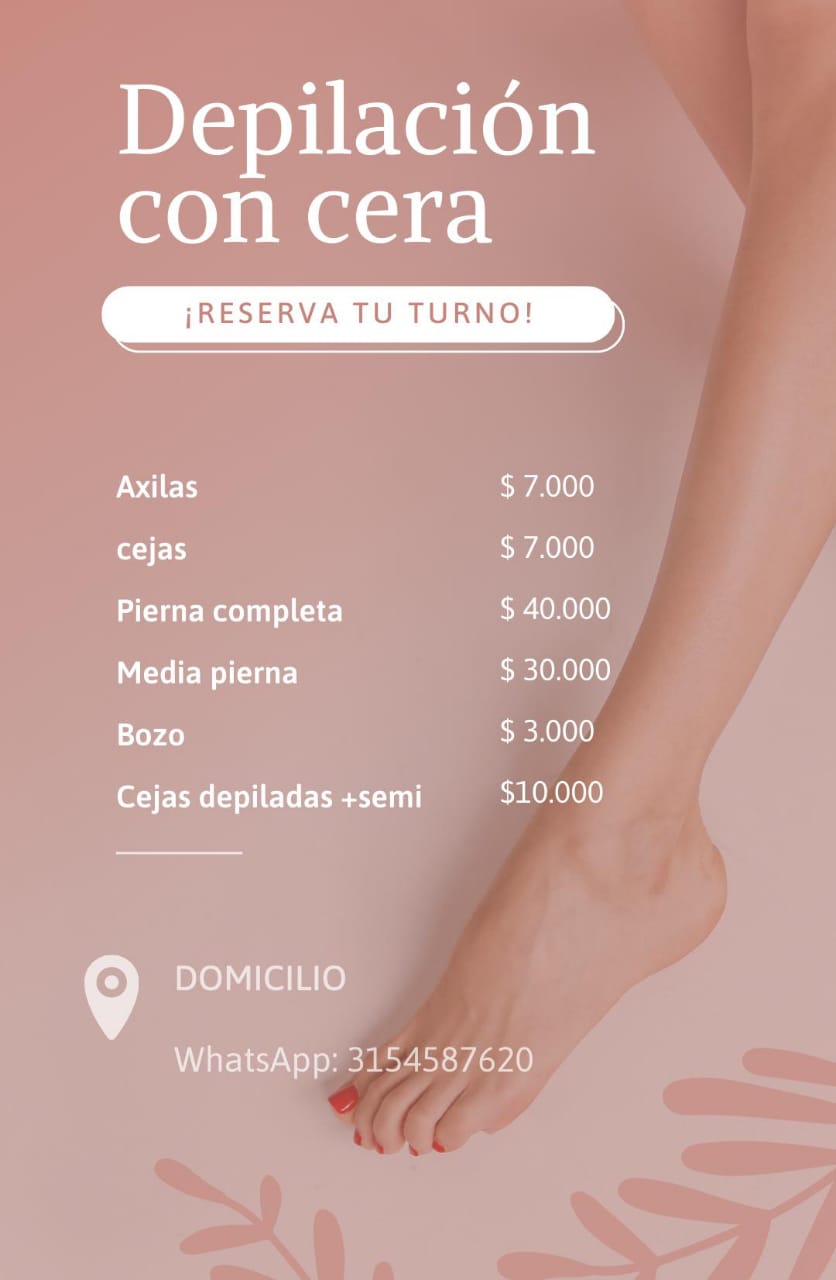 Depilación
con cera
¡RESERVA TU TURNO!
Axilas $ 7.000
cejas $ 7.000
Pierna completa $ 40.000
Media pierna $ 30.000
Bozo $ 3.000
Cejas depiladas +semi $10.000
DOMICILIO
WhatsApp: 3154587620